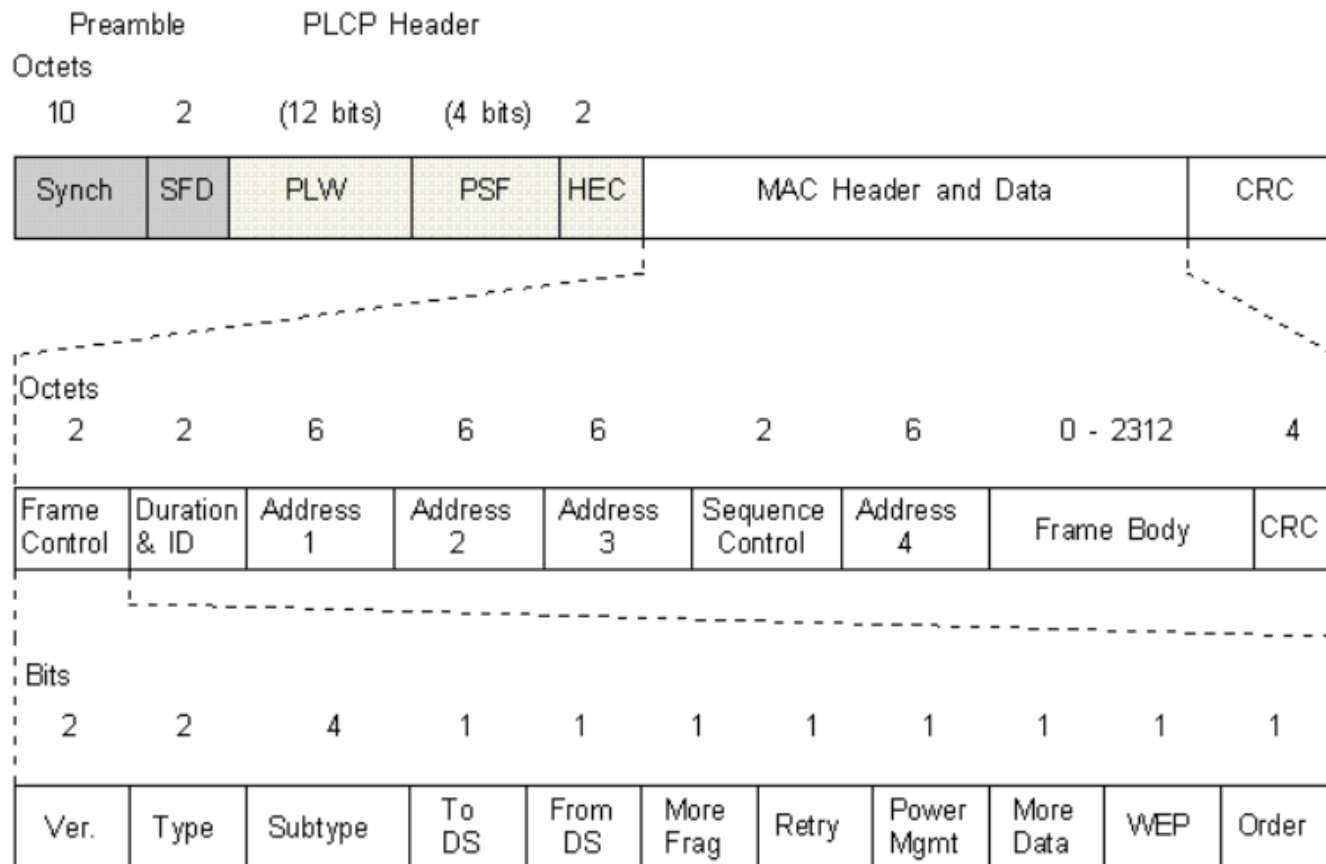 Preamble PLCP Header
Octets
10 2 (12 bits) (4 bits) 2
Synch SFD PLW PSF HEC MAC Header and Data CRC
Octets
2 2 6 6 6 2 6 0 - 2312 4
Frame Control Duration & ID Address 1 Address 2 Address 3 Sequence Control Address 4 Frame Body CRC
Bits
2 2 4 1 1 1 1 1 1 1 1
Ver. Type Subtype To DS From DS More Frag Retry Power Mgmt More Data WEP Order